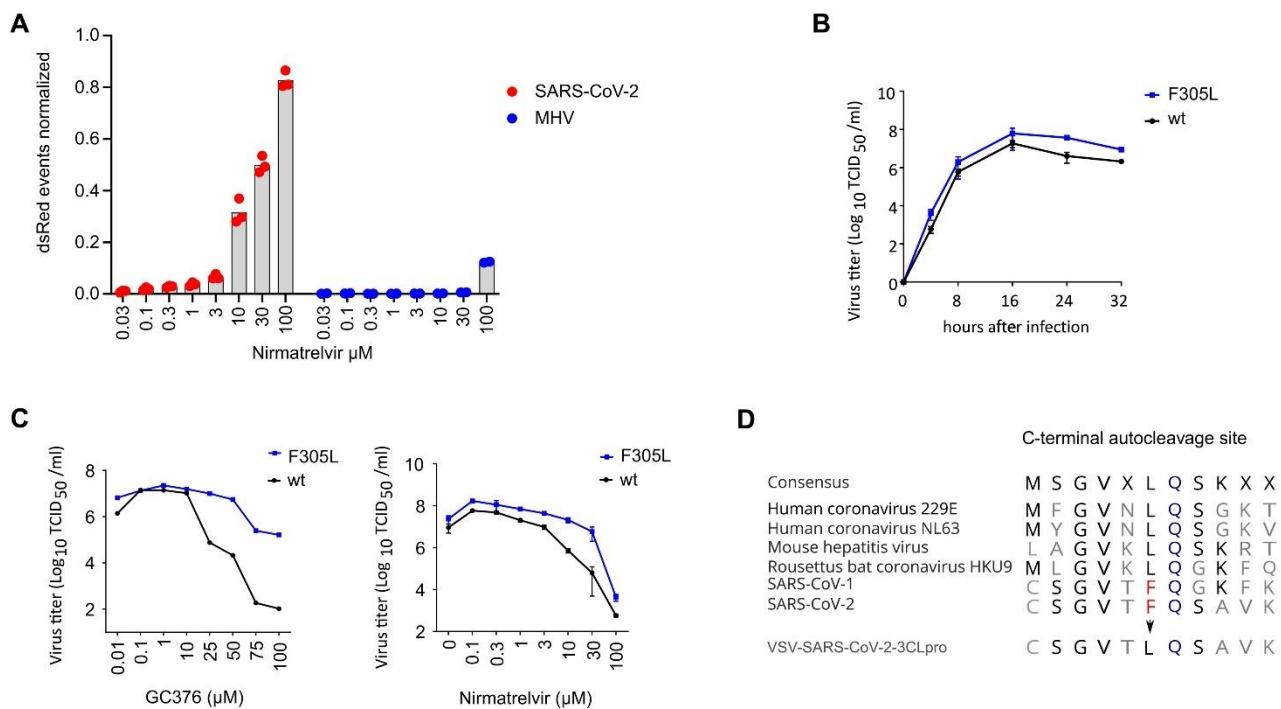 A
dsRed events normalized
1.0
0.8
0.6
0.4
0.2
0.0
0.03
0.1
0.3
1
3
10
30
100
0.03
0.1
0.3
1
3
10
30
100
Nirmatrelvir µM
SARS-CoV-2
MHV
B
Virus titer (Log 10 TCID 50 /ml)
10
8
6
4
2
0
0 8 16 24 32
hours after infection
F305L
wt
C
Virus titer (Log 10 TCID 50 /ml)
8
6
4
2
0.01
0.1
1
10
25
50
75
100
GC376 (µM)
F305L
wt
Virus titer (Log 10 TCID 50 /ml)
10
8
6
4
2
0
0.1
0.3
1
3
10
30
100
Nirmatrelvir (µM)
F305L
wt
D
C-terminal autocleavage site
Consensus M S G V X L Q S K X X
Human coronavirus 229E M F G V N L Q S G K T
Human coronavirus NL63 M Y G V N L Q S G K V
Mouse hepatitis virus L A G V K L Q S K R T
Rousettus bat coronavirus HKU9 M L G V K L Q G K F Q
SARS-CoV-1 C S G V T F Q G K F K
SARS-CoV-2 C S G V T F Q S A V K
VSV-SARS-CoV-2-3CLpro C S G V T L Q S A V K